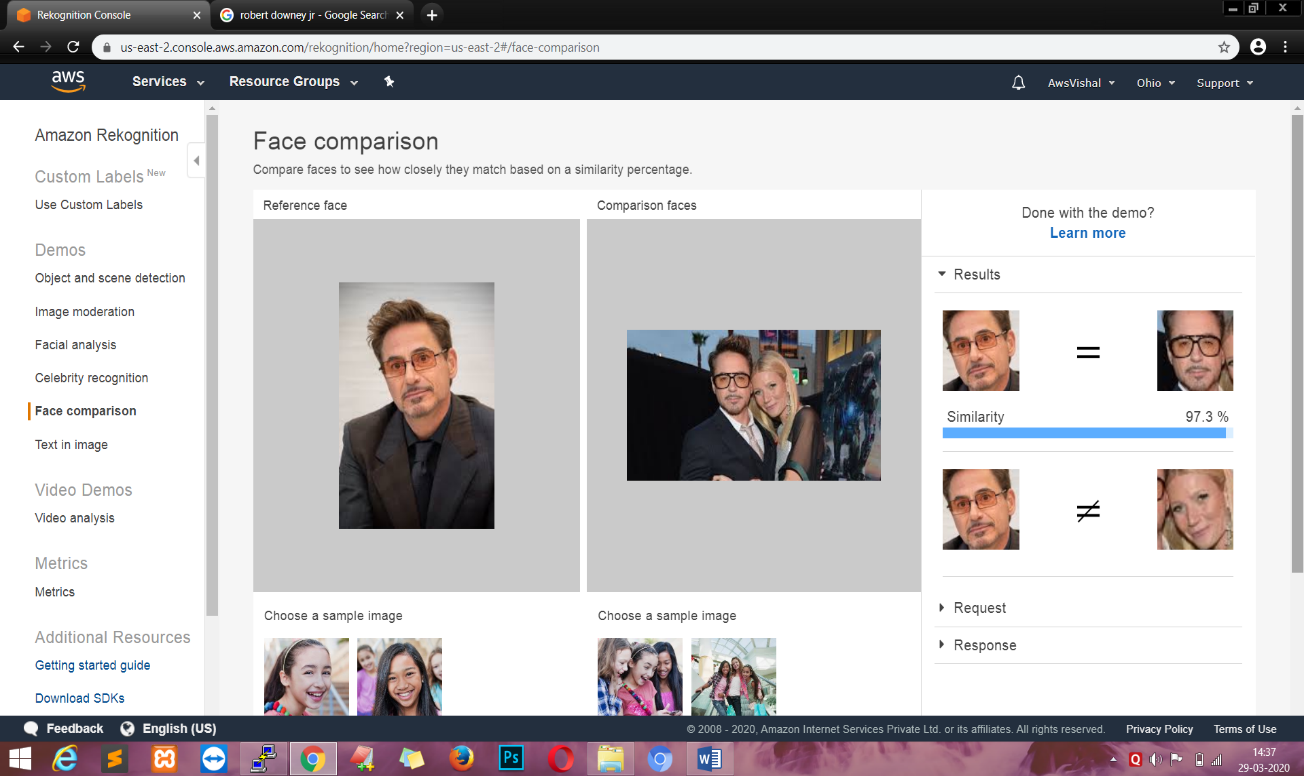 Rekognition Console
robert downey jr - Google Search
us-east-2.console.aws.amazon.com/rekognition/home?region=us-east-2#/face-comparison
aws Services Resource Groups AwsVishal Ohio Support
Amazon Rekognition
Custom Labels New
Use Custom Labels
Demos
Object and scene detection
Image moderation
Facial analysis
Celebrity recognition
Face comparison
Text in image
Video Demos
Video analysis
Metrics
Metrics
Additional Resources
Getting started guide
Download SDKs
Face comparison
Compare faces to see how closely they match based on a similarity percentage.
Reference face
Comparison faces
Choose a sample image
Choose a sample image
Done with the demo?
Learn more
Results
=
Similarity 97.3 %
≠
Request
Response
Feedback English (US) © 2008 - 2020, Amazon Internet Services Private Ltd. or its affiliates. All rights reserved. Privacy Policy Terms of Use
Ps
Q
14:37
29-03-2020